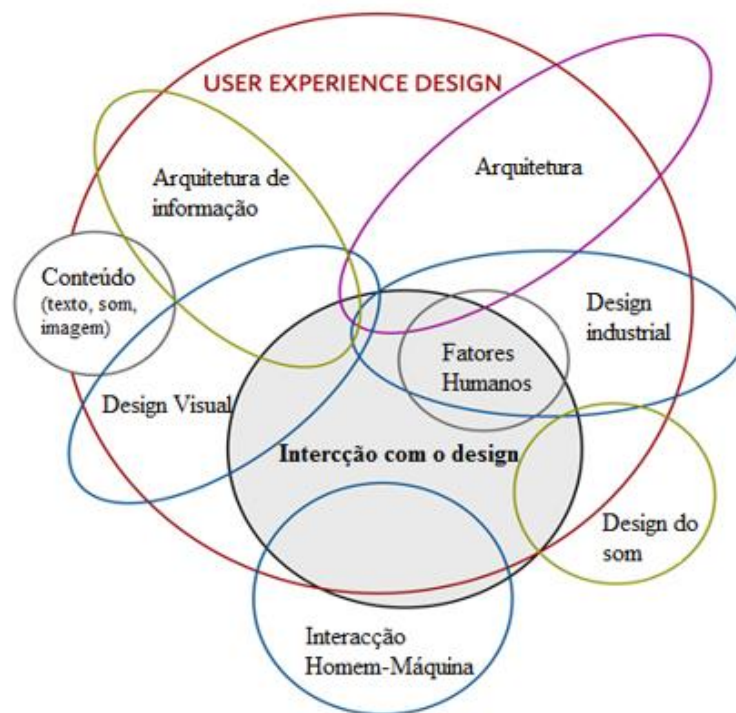 USER EXPERIENCE DESIGN
Arquitetura
Arquitetura de
informação
Conteúdo
(texto, som,
imagem)
Design
industrial
Fatores
Humanos
Design Visual
Intercção com o design
Design do
som
Interacção
Homem-Máquina